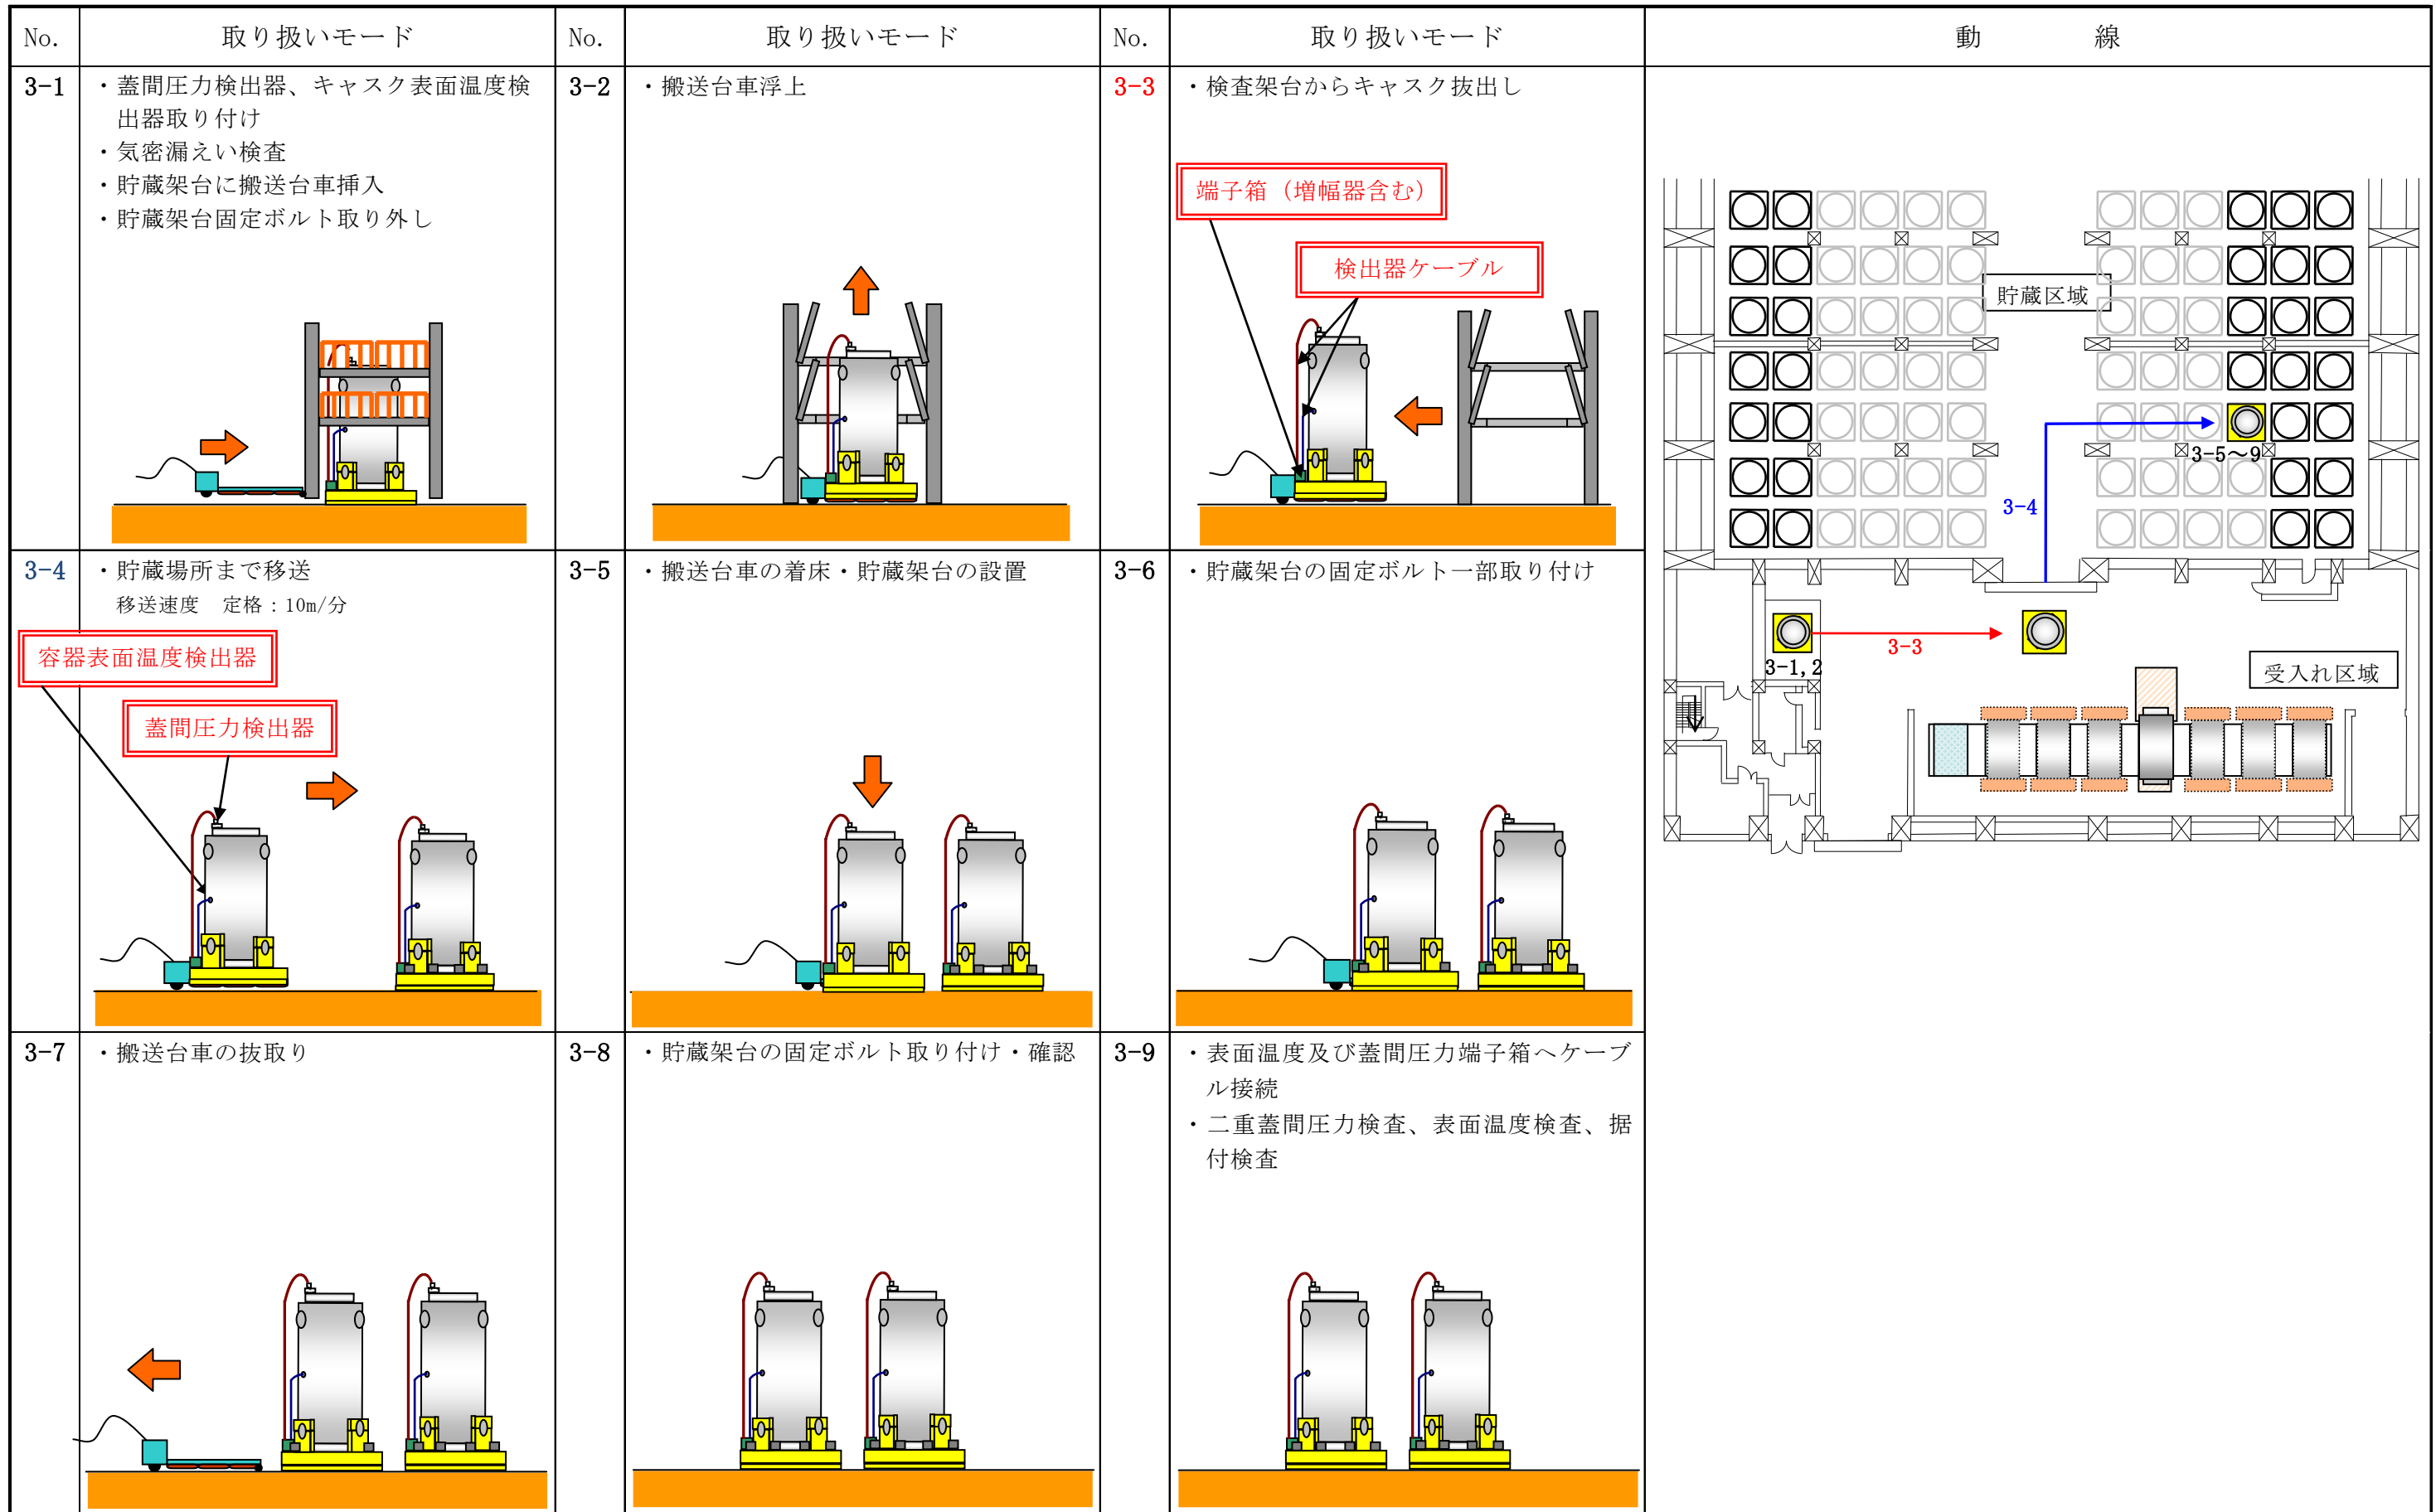 No.
取り扱いモード
No.
取り扱いモード
No.
取り扱いモード
動 線
3-1
・蓋間圧力検出器、キャスク表面温度検
出器取り付け
・気密漏えい検査
・貯蔵架台に搬送台車挿入
・貯蔵架台固定ボルト取り外し
3-2
・搬送台車浮上
3-3
・検査架台からキャスク抜出し
端子箱（増幅器含む）
検出器ケーブル
3-4
・貯蔵場所まで移送
移送速度 定格：10m/分
容器表面温度検出器
蓋間圧力検出器
3-5
・搬送台車の着床・貯蔵架台の設置
3-6
・貯蔵架台の固定ボルト一部取り付け
3-7
・搬送台車の抜取り
3-8
・貯蔵架台の固定ボルト取り付け・確認
3-9
・表面温度及び蓋間圧力端子箱へケーブ
ル接続
・二重蓋間圧力検査、表面温度検査、据
付検査
貯蔵区域
3-5～9
3-4
3-3
3-1,2
受入れ区域